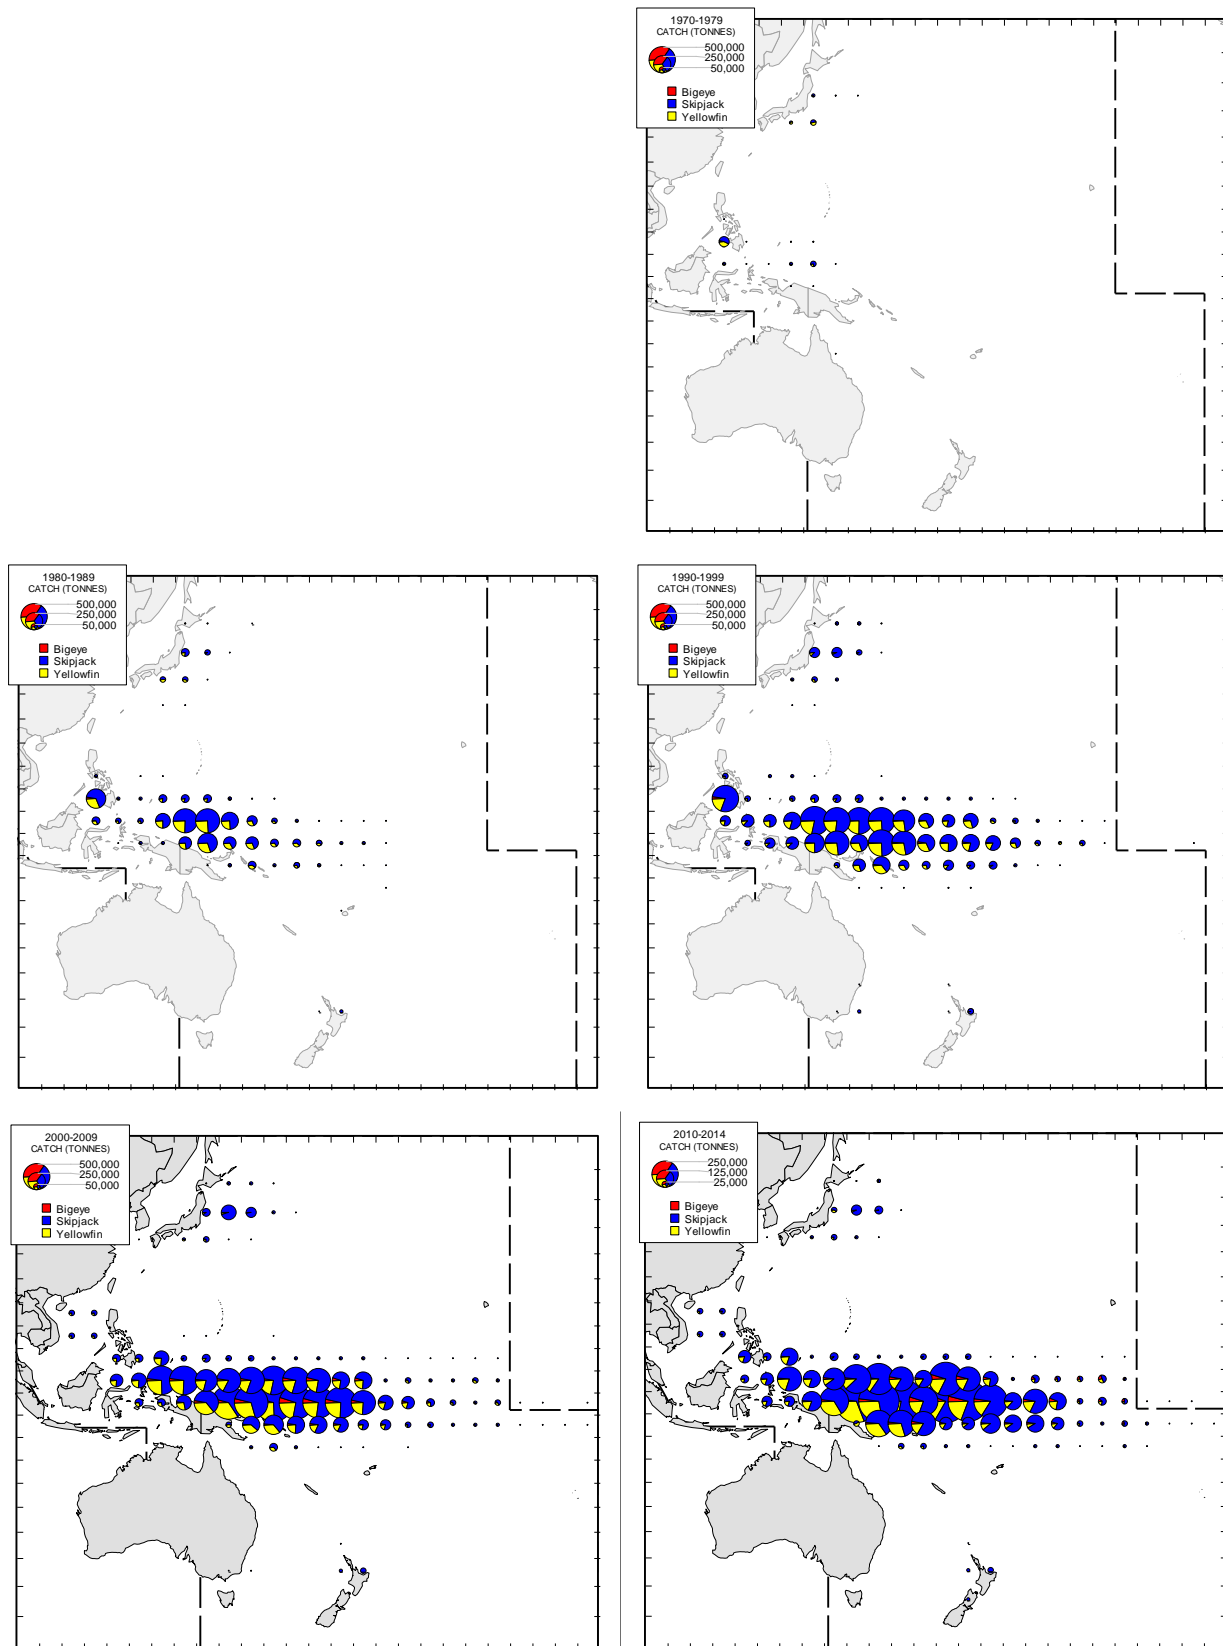 1970-1979
CATCH (TONNES)
500,000
250,000
50,000
Bigeye
Skipjack
Yellowfin
1980-1989
CATCH (TONNES)
500,000
250,000
50,000
Bigeye
Skipjack
Yellowfin
1990-1999
CATCH (TONNES)
500,000
250,000
50,000
Bigeye
Skipjack
Yellowfin
2000-2009
CATCH (TONNES)
500,000
250,000
50,000
Bigeye
Skipjack
Yellowfin
2010-2014
CATCH (TONNES)
250,000
125,000
25,000
Bigeye
Skipjack
Yellowfin